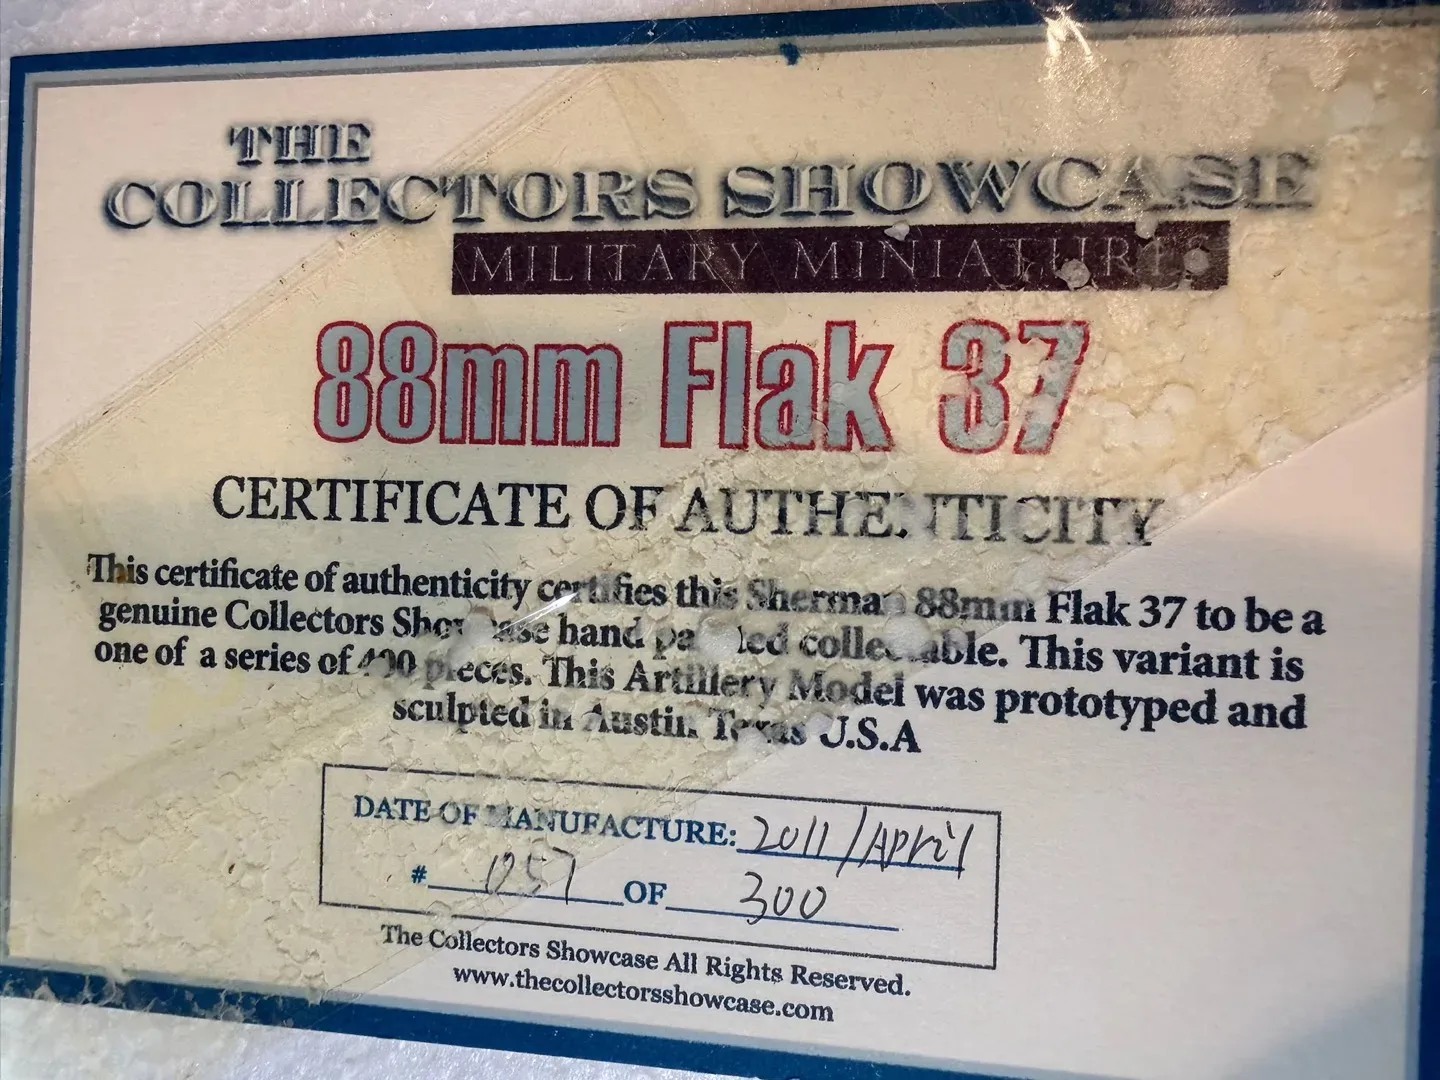 THE
COLLECTORS SHOWCASE
MILITARY MINIATURES
88mm Flak 37
CERTIFICATE OF AUTHENTICITY
This certificate of authenticity certifies this Sherman 88mm Flak 37 to be a
genuine Collectors Showcase hand painted collectable. This variant is
one of a series of 400 pieces. This Artillery Model was prototyped and
sculpted in Austin Texas U.S.A
DATE OF MANUFACTURE: 2011/April
# 057 OF 300
The Collectors Showcase All Rights Reserved.
www.thecollectorsshowcase.com